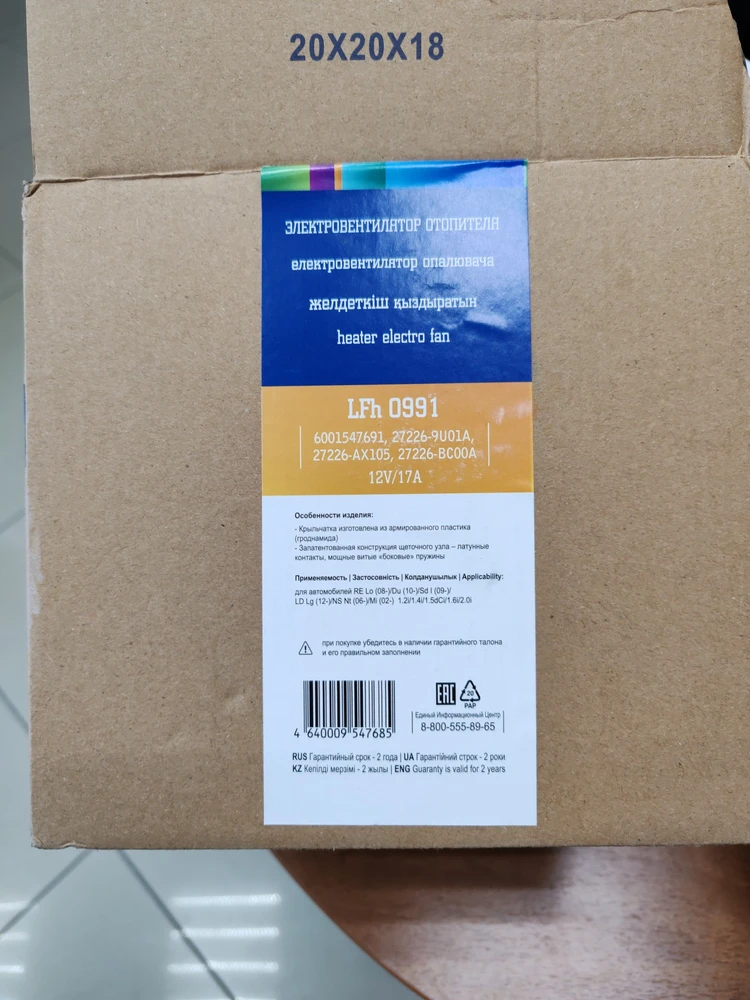 20X20X18
ЭЛЕКТРОВЕНТИЛЯТОР ОТОПИТЕЛЯ
електровентилятор опалювача
желдеткіш қыздыратын
heater electro fan
LFh 0991
6001547691, 27226-9U01A,
27226-AX105, 27226-BC00A
12V/17A
Особенности изделия:
- Крыльчатка изготовлена из армированного пластика
(гроднамида)
- Запатентованная конструкция щеточного узла – латунные
контакты, мощные витые «боковые» пружины
Применяемость | Застосовність | Колданушылык | Applicability:
для автомобилей RE Lo (08-)/Du (10-)/Sd I (09-)/
LD Lg (12-)/NS Nt (06-)/Mi (02-) 1.2i/1.4i/1.5dCi/1.6i/2.0i
при покупке убедитесь в наличии гарантийного талона
и его правильном заполнении
EAC
20
PAP
Единый Информационный Центр
8-800-555-89-65
4 640009 547685
RUS Гарантийный срок - 2 года | UA Гарантійний строк - 2 роки
KZ Кепілді мерзімі - 2 жылы | ENG Guaranty is valid for 2 years